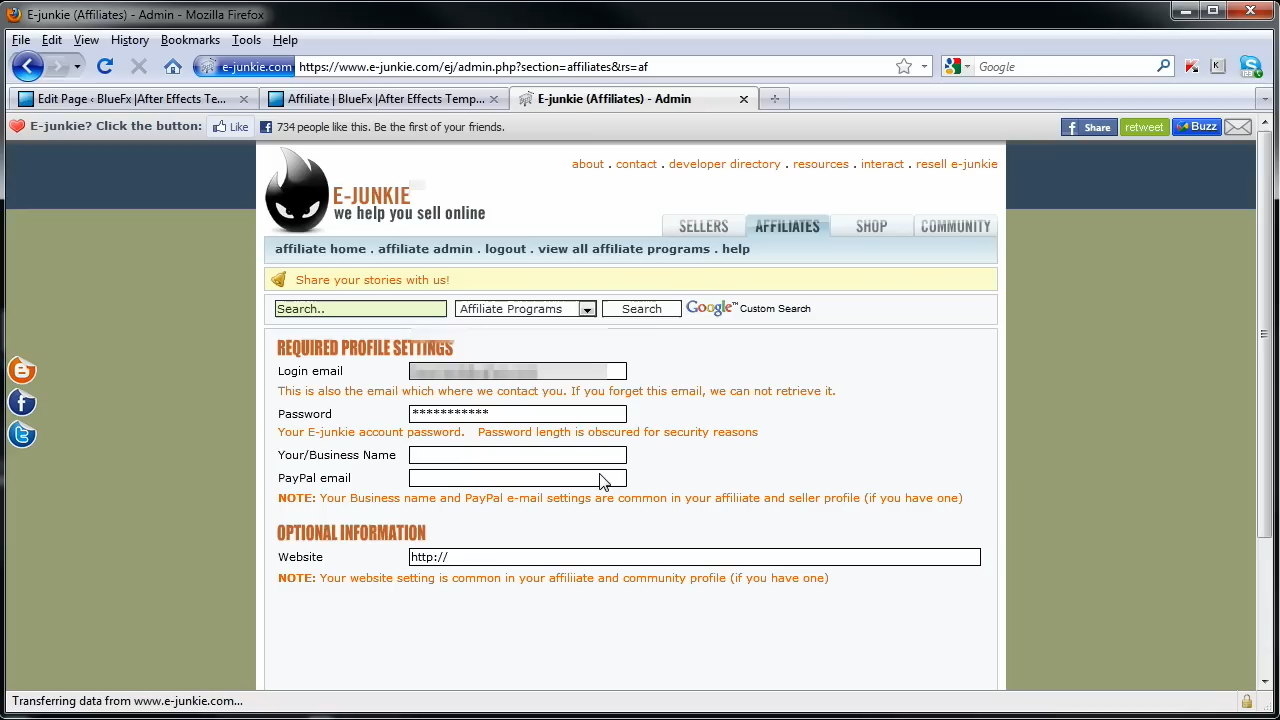 E-junkie (Affiliates) - Admin - Mozilla Firefox
File Edit View History Bookmarks Tools Help
e-junkie.com https://www.e-junkie.com/ej/admin.php?section=affiliates&rs=af Google
Edit Page ‹ BlueFx |After Effects Te... Affiliate | BlueFx |After Effects Temp... E-junkie (Affiliates) - Admin
E-junkie? Click the button: Like 734 people like this. Be the first of your friends. Share retweet Buzz
about . contact . developer directory . resources . interact . resell e-junkie
E-JUNKIE
we help you sell online
SELLERS AFFILIATES SHOP COMMUNITY
affiliate home . affiliate admin . logout . view all affiliate programs . help
Share your stories with us!
Search.. Affiliate Programs Search Google™ Custom Search
REQUIRED PROFILE SETTINGS
Login email
This is also the email which where we contact you. If you forget this email, we can not retrieve it.
Password ***********
Your E-junkie account password. Password length is obscured for security reasons
Your/Business Name
PayPal email
NOTE: Your Business name and PayPal e-mail settings are common in your affiliiate and seller profile (if you have one)
OPTIONAL INFORMATION
Website http://
NOTE: Your website setting is common in your affiliiate and community profile (if you have one)
Transferring data from www.e-junkie.com...